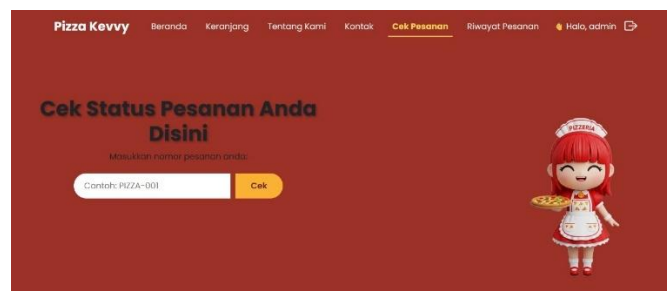 Pizza Kevvy Beranda Keranjang Tentang Kami Kontak Cek Pesanan Riwayat Pesanan 👋 Halo, admin
Cek Status Pesanan Anda
Disini
Masukkan nomor pesanan anda:
Contoh: PIZZA-001 Cek
PIZZERIA